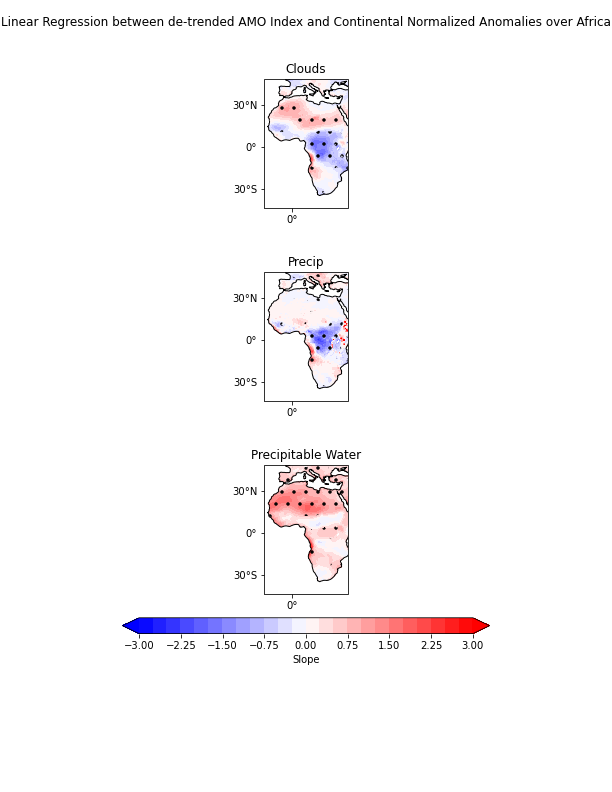 Linear Regression between de-trended AMO Index and Continental Normalized Anomalies over Africa
Clouds
30°N
0°
30°S
0°
Precip
30°N
0°
30°S
0°
Precipitable Water
30°N
0°
30°S
0°
−3.00 −2.25 −1.50 −0.75 0.00 0.75 1.50 2.25 3.00
Slope